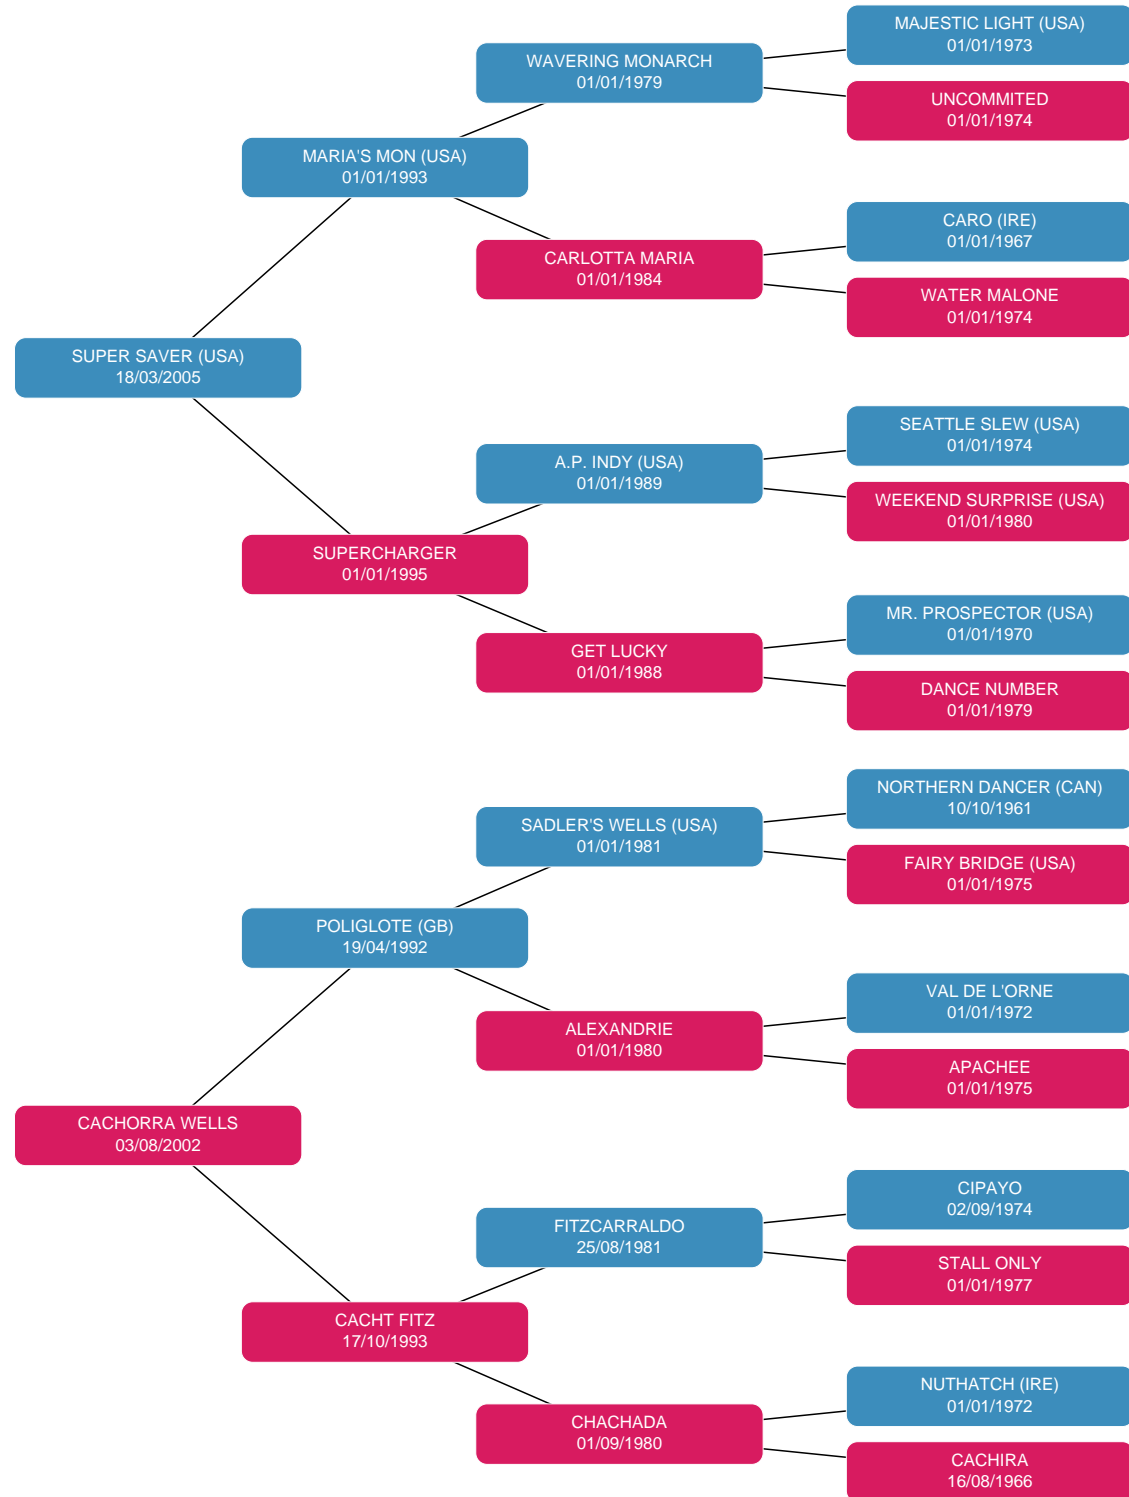 MAJESTIC LIGHT (USA)
01/01/1973
WAVERING MONARCH
01/01/1979
UNCOMMITED
01/01/1974
MARIA'S MON (USA)
01/01/1993
CARO (IRE)
01/01/1967
CARLOTTA MARIA
01/01/1984
WATER MALONE
01/01/1974
SUPER SAVER (USA)
18/03/2005
SEATTLE SLEW (USA)
01/01/1974
A.P. INDY (USA)
01/01/1989
WEEKEND SURPRISE (USA)
01/01/1980
SUPERCHARGER
01/01/1995
MR. PROSPECTOR (USA)
01/01/1970
GET LUCKY
01/01/1988
DANCE NUMBER
01/01/1979
NORTHERN DANCER (CAN)
10/10/1961
SADLER'S WELLS (USA)
01/01/1981
FAIRY BRIDGE (USA)
01/01/1975
POLIGLOTE (GB)
19/04/1992
VAL DE L'ORNE
01/01/1972
ALEXANDRIE
01/01/1980
APACHEE
01/01/1975
CACHORRA WELLS
03/08/2002
CIPAYO
02/09/1974
FITZCARRALDO
25/08/1981
STALL ONLY
01/01/1977
CACHT FITZ
17/10/1993
NUTHATCH (IRE)
01/01/1972
CHACHADA
01/09/1980
CACHIRA
16/08/1966